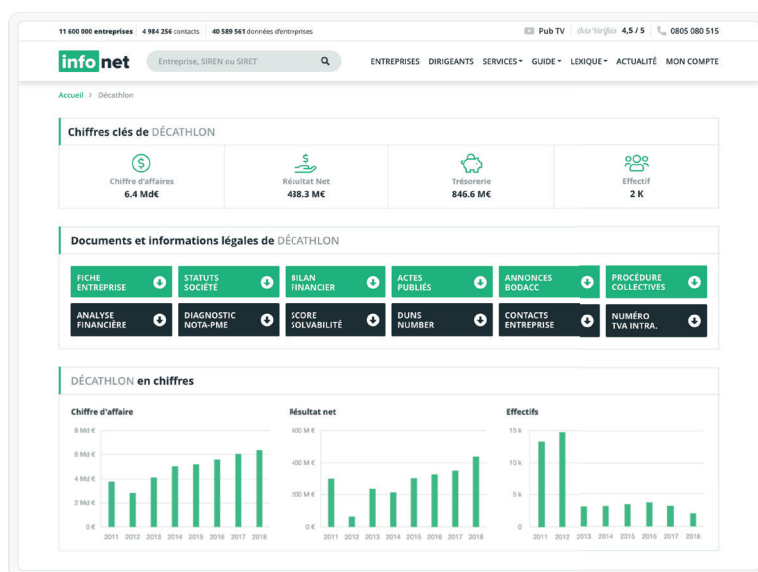 11 600 000 entreprises
4 984 256 contacts
40 589 561 données d'entreprises
Pub TV
Avis Vérifiés 4,5 / 5
0805 080 515
infonet
Entreprise, SIREN ou SIRET
ENTREPRISES
DIRIGEANTS
SERVICES
GUIDE
LEXIQUE
ACTUALITÉ
MON COMPTE
Accueil > Décathlon
Chiffres clés de DÉCATHLON
Chiffre d'affaires
6.4 Md€
Résultat Net
438.3 M€
Trésorerie
846.6 M€
Effectif
2 K
Documents et informations légales de DÉCATHLON
FICHE
ENTREPRISE
STATUTS
SOCIÉTÉ
BILAN
FINANCIER
ACTES
PUBLIÉS
ANNONCES
BODACC
PROCÉDURE
COLLECTIVES
ANALYSE
FINANCIÈRE
DIAGNOSTIC
NOTA-PME
SCORE
SOLVABILITÉ
DUNS
NUMBER
CONTACTS
ENTREPRISE
NUMÉRO
TVA INTRA.
DÉCATHLON en chiffres
Chiffre d'affaire
8 Md €
6 Md €
4 Md €
2 Md €
0 €
2011 2012 2013 2014 2015 2016 2017 2018
Résultat net
600 M €
400 M €
200 M €
0 €
2011 2012 2013 2014 2015 2016 2017 2018
Effectifs
15 k
10 k
5 k
0
2011 2012 2013 2014 2015 2016 2017 2018